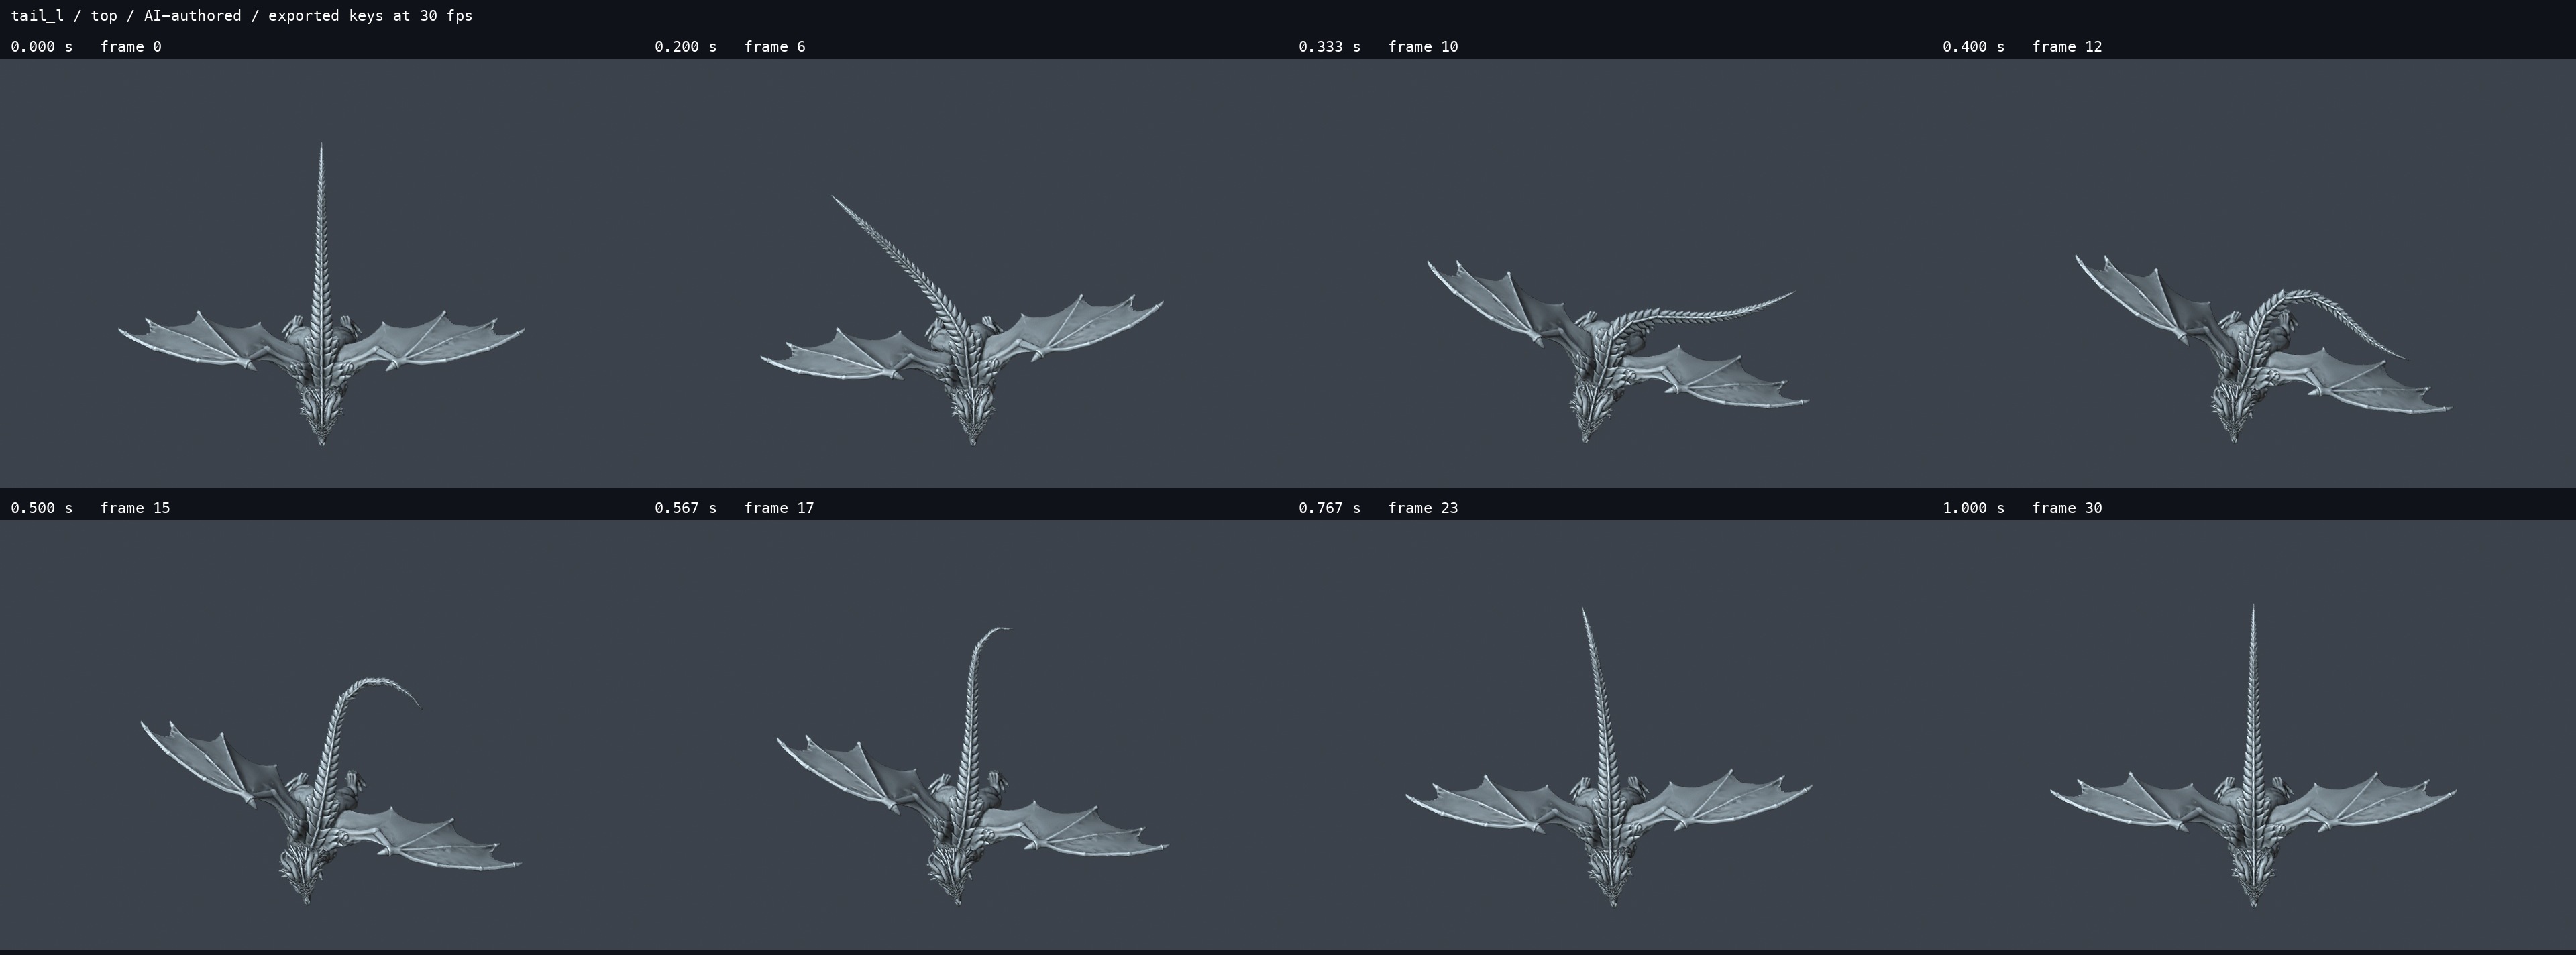 tail_l / top / AI-authored / exported keys at 30 fps
0.000 s   frame 0
0.200 s   frame 6
0.333 s   frame 10
0.400 s   frame 12
0.500 s   frame 15
0.567 s   frame 17
0.767 s   frame 23
1.000 s   frame 30